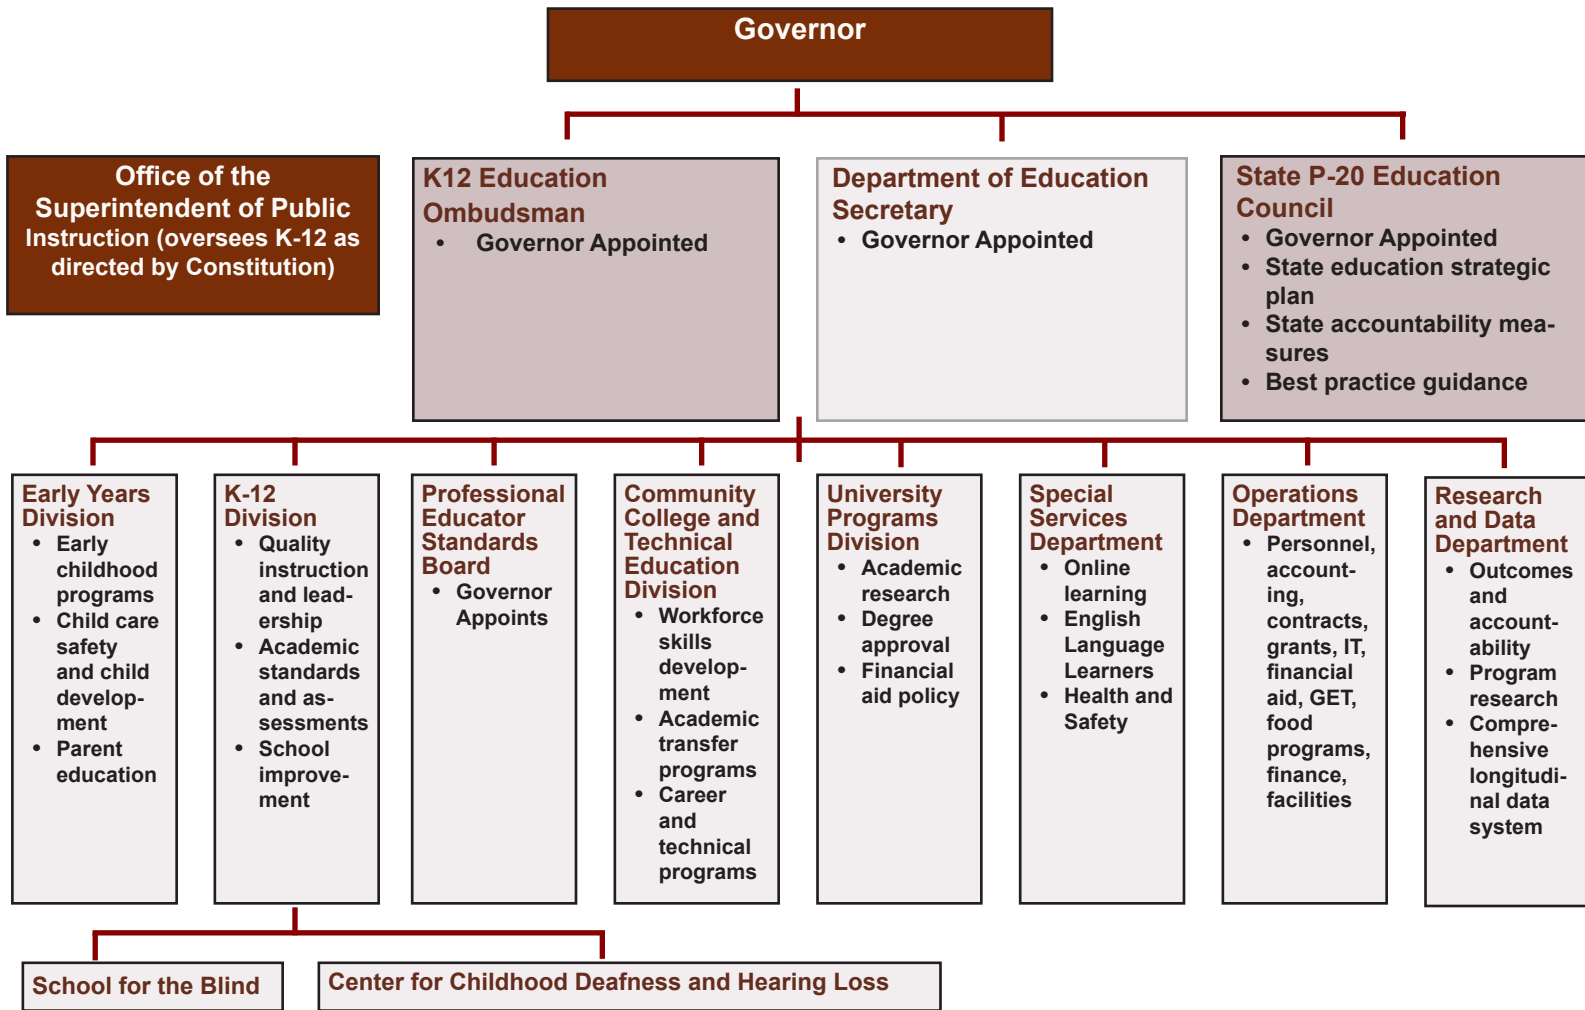 Governor
Office of the
Superintendent of Public
Instruction (oversees K-12 as
directed by Constitution)
K12 Education
Ombudsman
• Governor Appointed
Department of Education
Secretary
• Governor Appointed
State P-20 Education
Council
• Governor Appointed
• State education strategic
plan
• State accountability mea-
sures
• Best practice guidance
Early Years
Division
• Early
childhood
programs
• Child care
safety
and child
develop-
ment
• Parent
education
K-12
Division
• Quality
instruction
and lead-
ership
• Academic
standards
and as-
sessments
• School
improve-
ment
Professional
Educator
Standards
Board
• Governor
Appoints
Community
College and
Technical
Education
Division
• Workforce
skills
develop-
ment
• Academic
transfer
programs
• Career
and
technical
programs
University
Programs
Division
• Academic
research
• Degree
approval
• Financial
aid policy
Special
Services
Department
• Online
learning
• English
Language
Learners
• Health and
Safety
Operations
Department
• Personnel,
account-
ing,
contracts,
grants, IT,
financial
aid, GET,
food
programs,
finance,
facilities
Research
and Data
Department
• Outcomes
and
account-
ability
• Program
research
• Compre-
hensive
longitudi-
nal data
system
School for the Blind
Center for Childhood Deafness and Hearing Loss